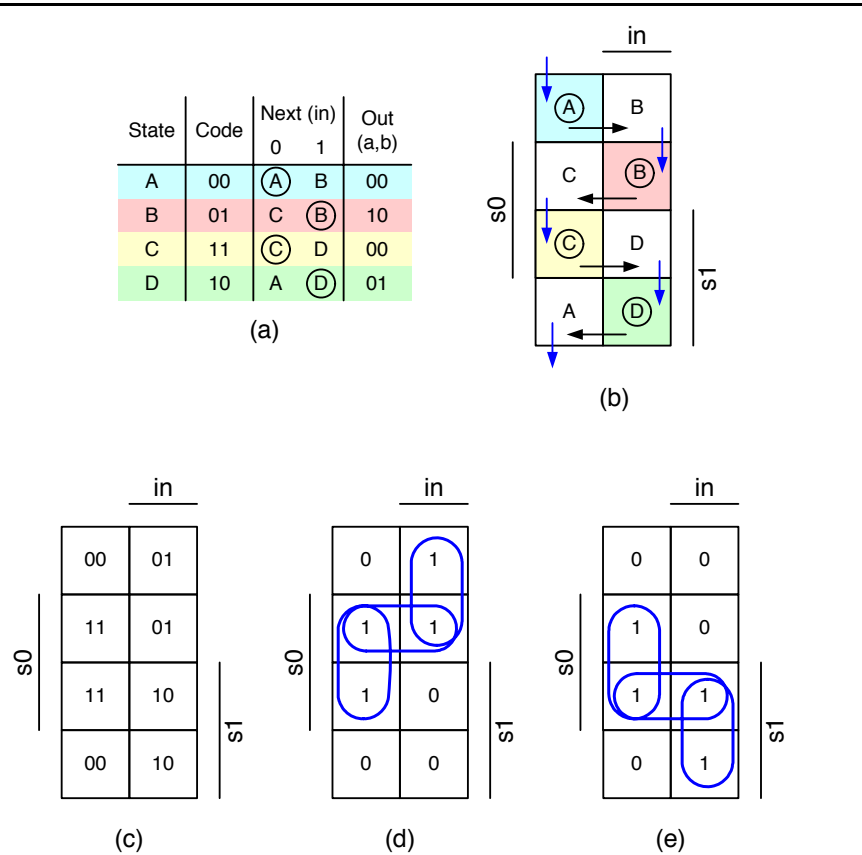 State Code Next (in) Out (a,b)
0 1
A 00 A B 00
B 01 C B 10
C 11 C D 00
D 10 A D 01
(a)
in
A B
C B
s0
C D
s1
A D
(b)
in
00 01
11 01
s0
11 10
s1
00 10
(c)
in
0 1
1 1
s0
1 0
s1
0 0
(d)
in
0 0
1 0
s0
1 1
s1
0 1
(e)